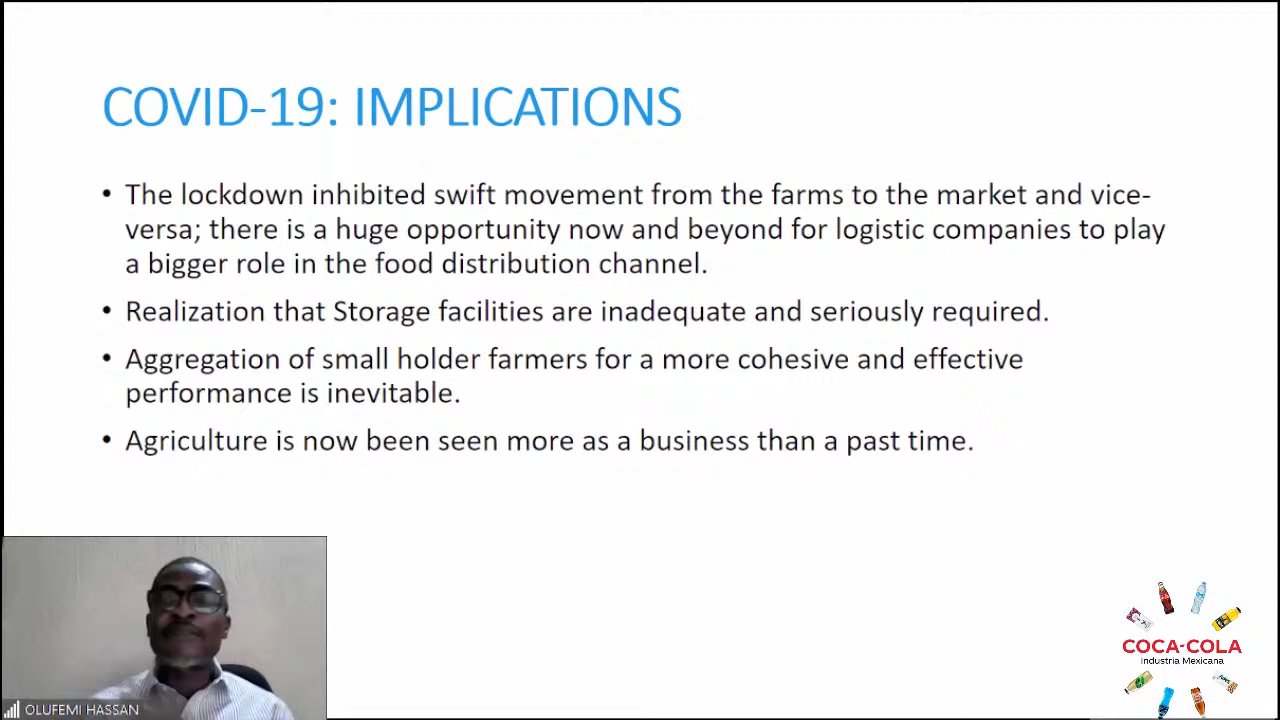 COVID-19: IMPLICATIONS
• The lockdown inhibited swift movement from the farms to the market and vice-
versa; there is a huge opportunity now and beyond for logistic companies to play
a bigger role in the food distribution channel.
• Realization that Storage facilities are inadequate and seriously required.
• Aggregation of small holder farmers for a more cohesive and effective
performance is inevitable.
• Agriculture is now been seen more as a business than a past time.
OLUFEMI HASSAN
COCA-COLA
Industria Mexicana